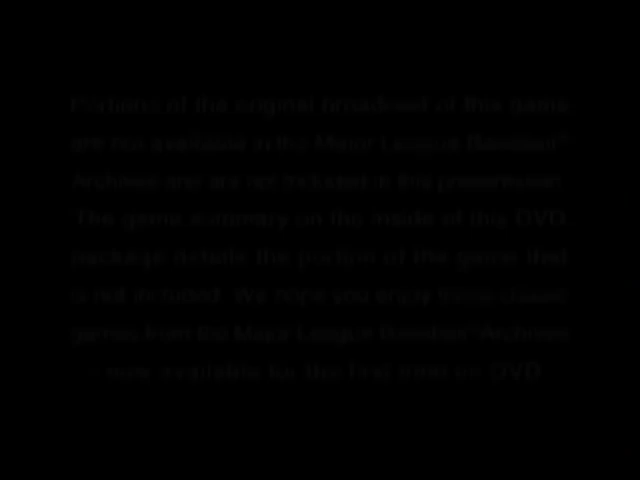 Portions of the original broadcast of this game
are not available in the Major League Baseball™
Archives and are not included in this presentation.
The game summary on the inside of this DVD
package details the portion of the game that
is not included. We hope you enjoy these classic
games from the Major League Baseball Archives
- now available for the first time on DVD.